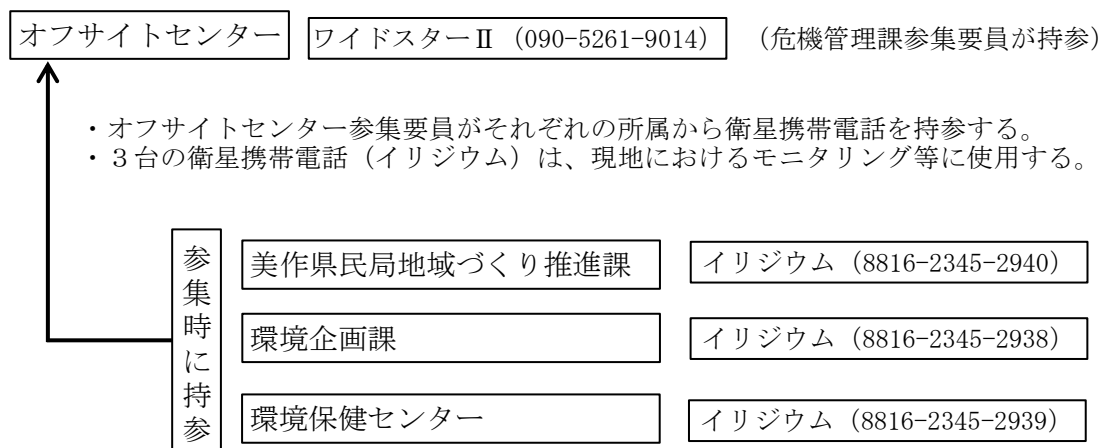 オフサイトセンター ワイドスターⅡ（090-5261-9014） （危機管理課参集要員が持参）
・オフサイトセンター参集要員がそれぞれの所属から衛星携帯電話を持参する。
・３台の衛星携帯電話（イリジウム）は、現地におけるモニタリング等に使用する。
参集時に持参
美作県民局地域づくり推進課 イリジウム（8816-2345-2940）
環境企画課 イリジウム（8816-2345-2938）
環境保健センター イリジウム（8816-2345-2939）